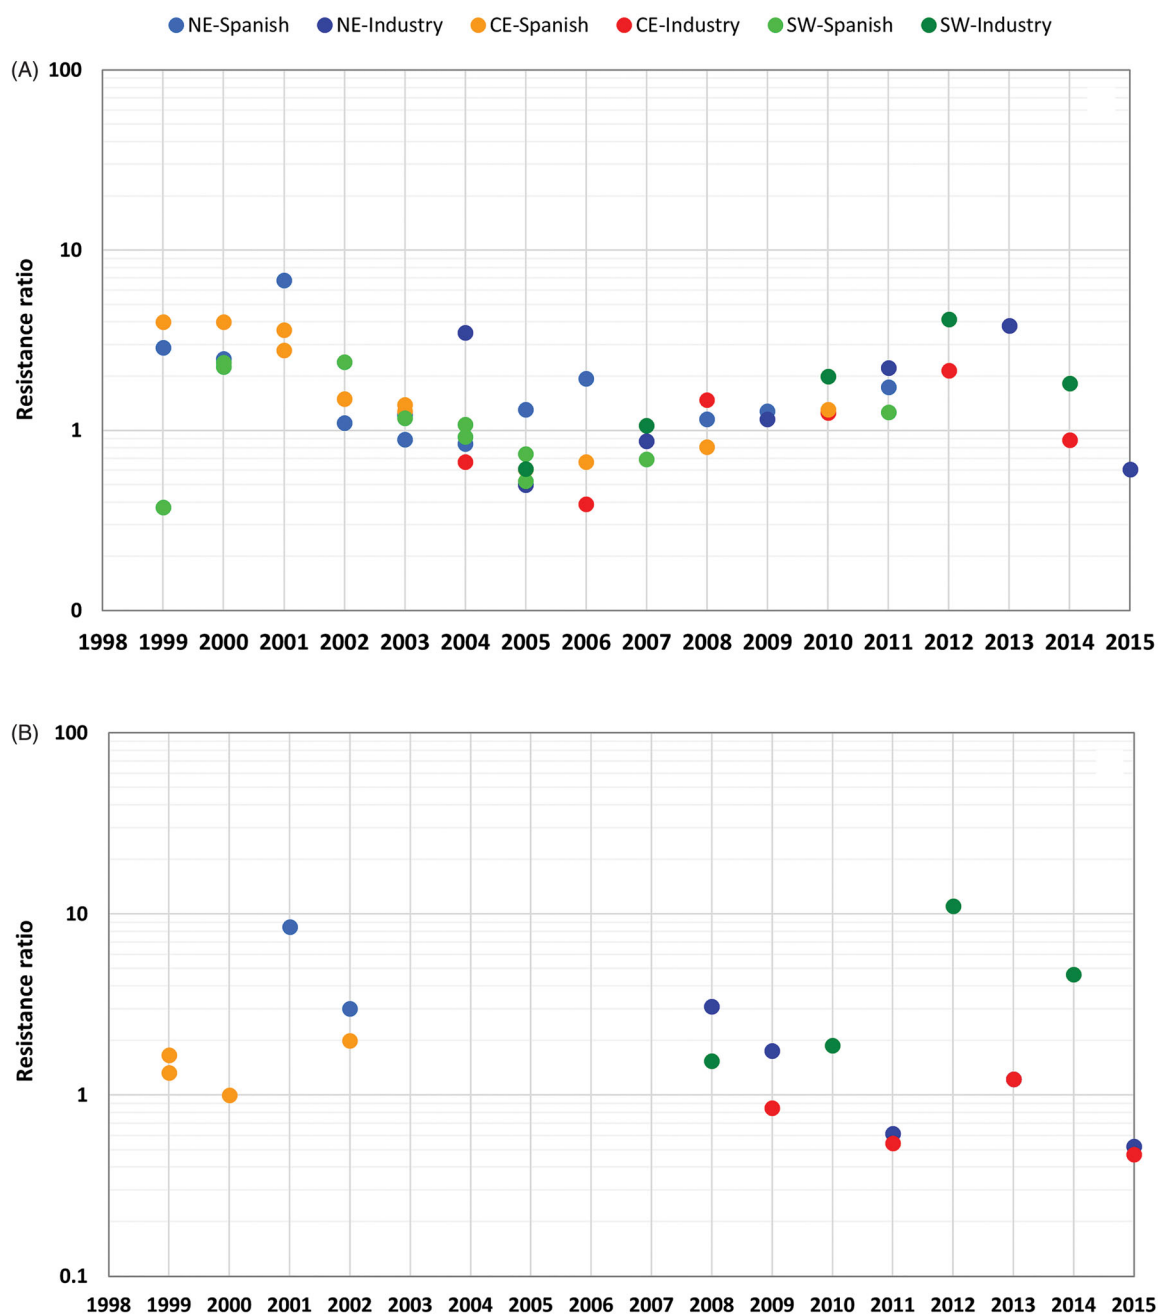 NE-Spanish NE-Industry CE-Spanish CE-Industry SW-Spanish SW-Industry
(A)
100
10
1
0
Resistance ratio
1998 1999 2000 2001 2002 2003 2004 2005 2006 2007 2008 2009 2010 2011 2012 2013 2014 2015
(B)
100
10
1
0.1
Resistance ratio
1998 1999 2000 2001 2002 2003 2004 2005 2006 2007 2008 2009 2010 2011 2012 2013 2014 2015